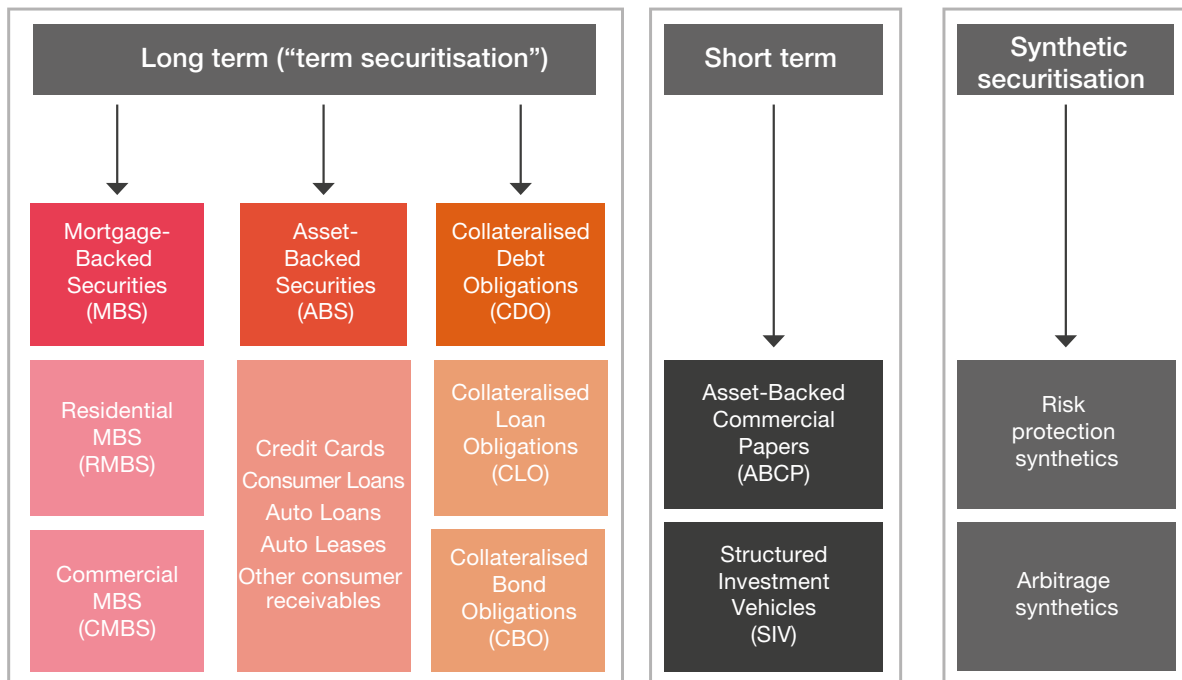 Long term (“term securitisation”)
Mortgage-
Backed
Securities
(MBS)
Residential
MBS
(RMBS)
Commercial
MBS
(CMBS)
Asset-
Backed
Securities
(ABS)
Credit Cards
Consumer Loans
Auto Loans
Auto Leases
Other consumer
receivables
Collateralised
Debt
Obligations
(CDO)
Collateralised
Loan
Obligations
(CLO)
Collateralised
Bond
Obligations
(CBO)
Short term
Asset-Backed
Commercial
Papers
(ABCP)
Structured
Investment
Vehicles
(SIV)
Synthetic
securitisation
Risk
protection
synthetics
Arbitrage
synthetics